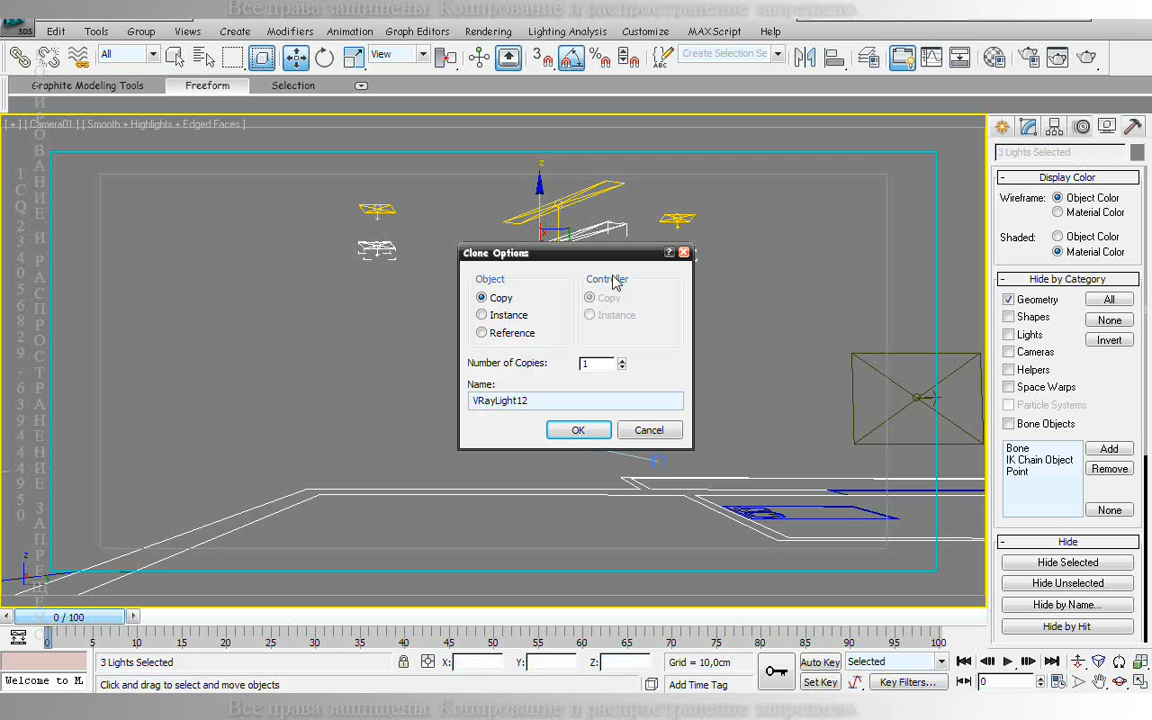 Все права защищены. Копирование и распространение запрещено.
3DS
Edit Tools Group Views Create Modifiers Animation Graph Editors Rendering Lighting Analysis Customize MAXScript Help
All View Create Selection Se
Graphite Modeling Tools Freeform Selection
[ + ] [ Camera01 ] [ Smooth + Highlights + Edged Faces ]
3 Lights Selected
Display Color
Wireframe: Object Color
Material Color
Shaded: Object Color
Material Color
Hide by Category
Geometry All
Shapes None
Lights Invert
Cameras
Helpers
Space Warps
Particle Systems
Bone Objects
Bone Add
IK Chain Object Remove
Point
None
Hide
Hide Selected
Hide Unselected
Hide by Name...
Hide by Hit
z
Clone Options
Object Controller
Copy Copy
Instance Instance
Reference
Number of Copies: 1
Name:
VRayLight12
OK Cancel
z
0 / 100
0 5 10 15 20 25 30 35 40 45 50 55 60 65 70 75 80 85 90 95 100
3 Lights Selected X: Y: Z: Grid = 10,0cm Auto Key Selected
Welcome to M Click and drag to select and move objects Add Time Tag Set Key Key Filters... 0
Все права защищены. Копирование и распространение запрещено.